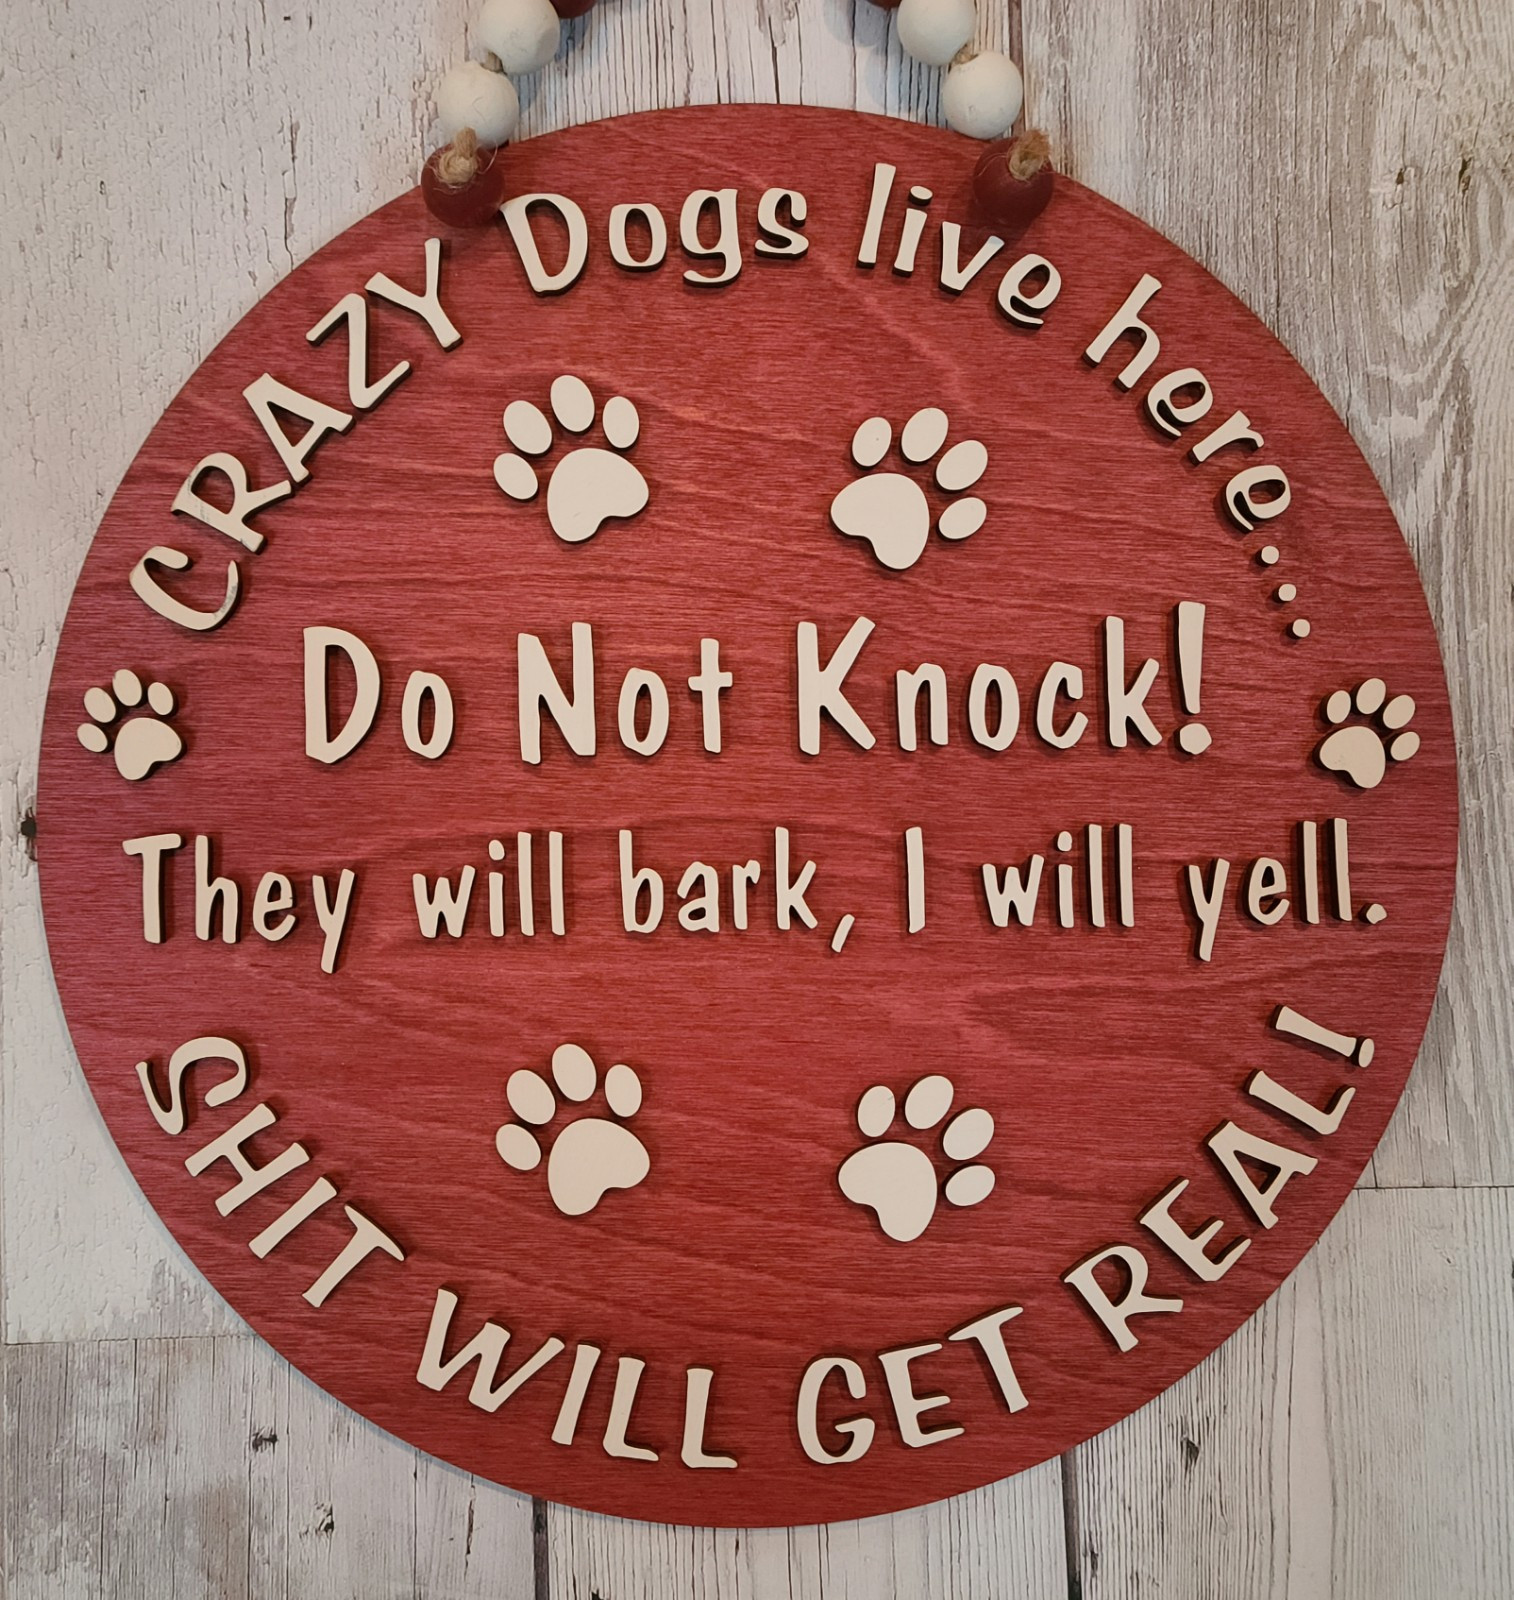 CRAZY Dogs live here...
Do Not Knock!
They will bark, I will yell.
SHIT WILL GET REAL!